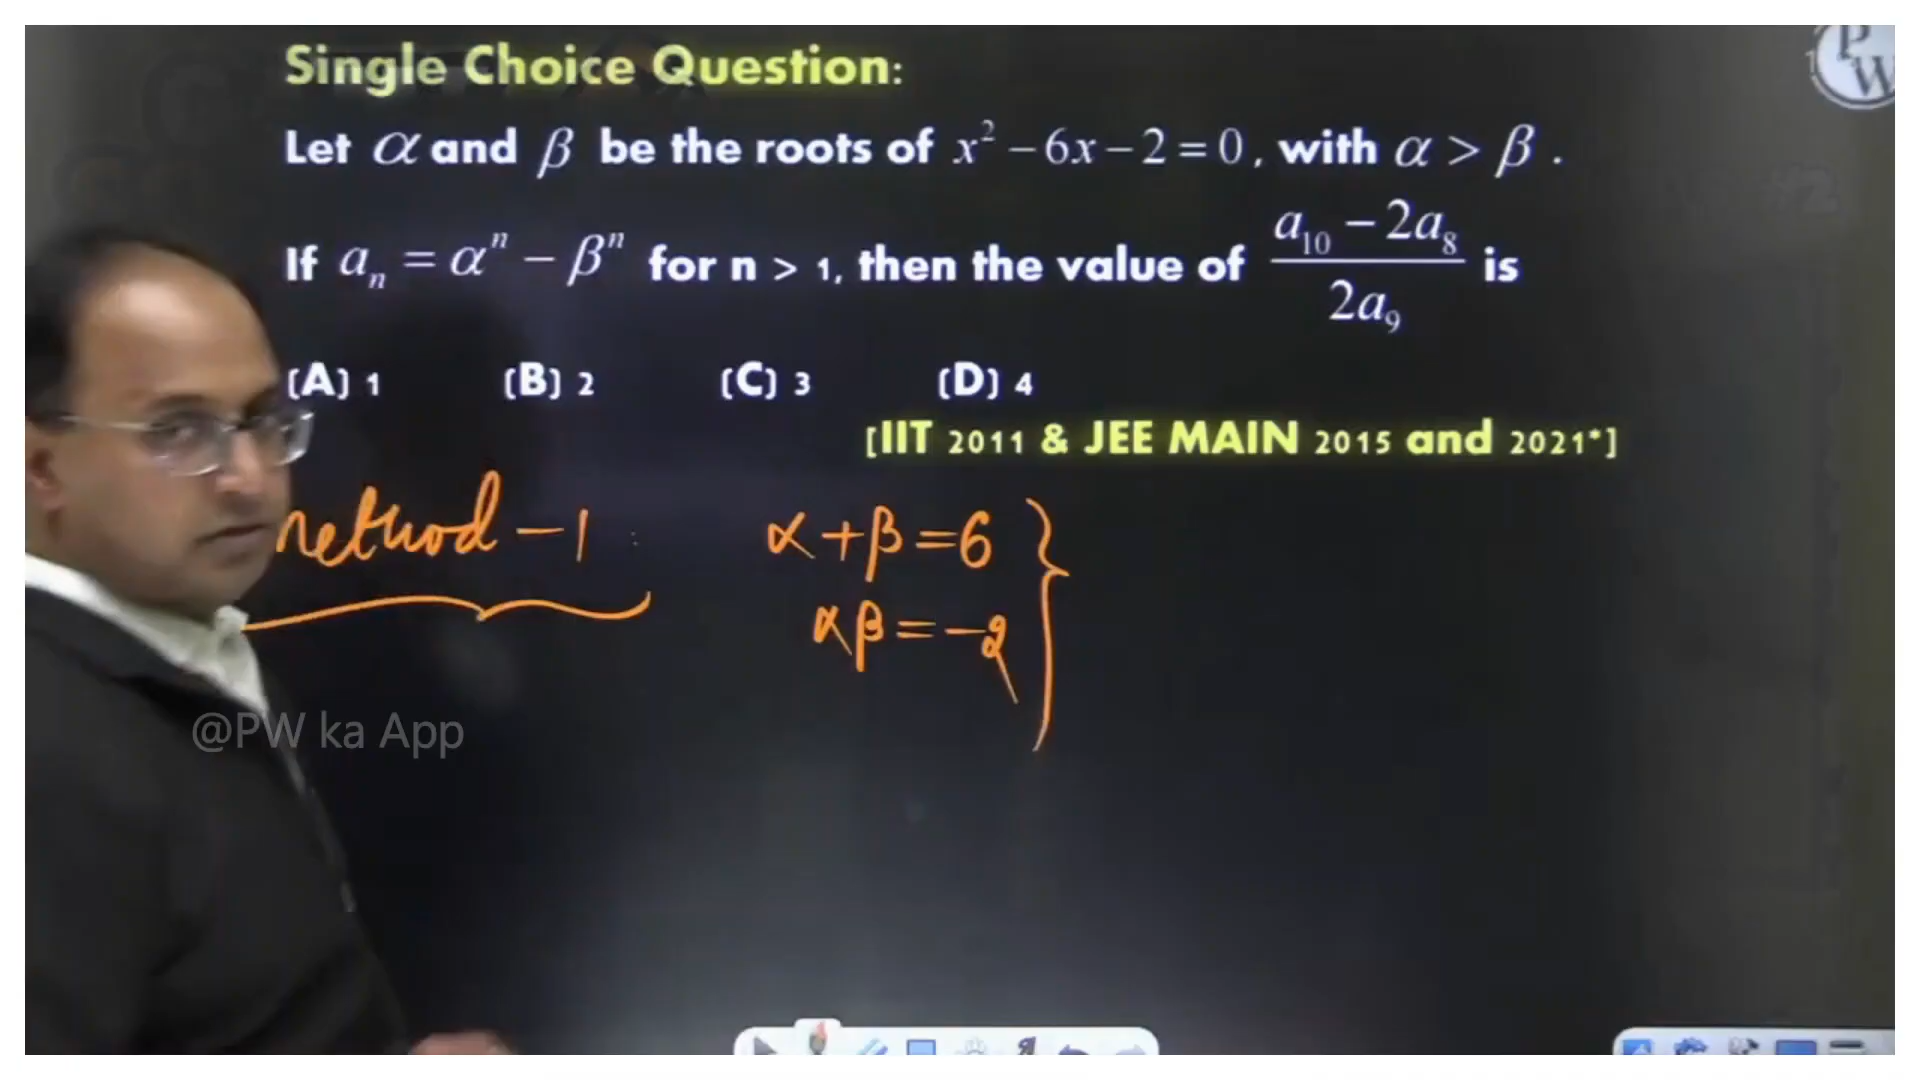 Single Choice Question:
P
W
Let α and β be the roots of x² − 6x − 2 = 0, with α > β .
If aₙ = αⁿ − βⁿ for n > 1, then the value of (a₁₀ − 2a₈)/(2a₉) is
(A) 1 (B) 2 (C) 3 (D) 4
[IIT 2011 & JEE MAIN 2015 and 2021*]
method – 1 : α + β = 6
αβ = −2
@PW ka App